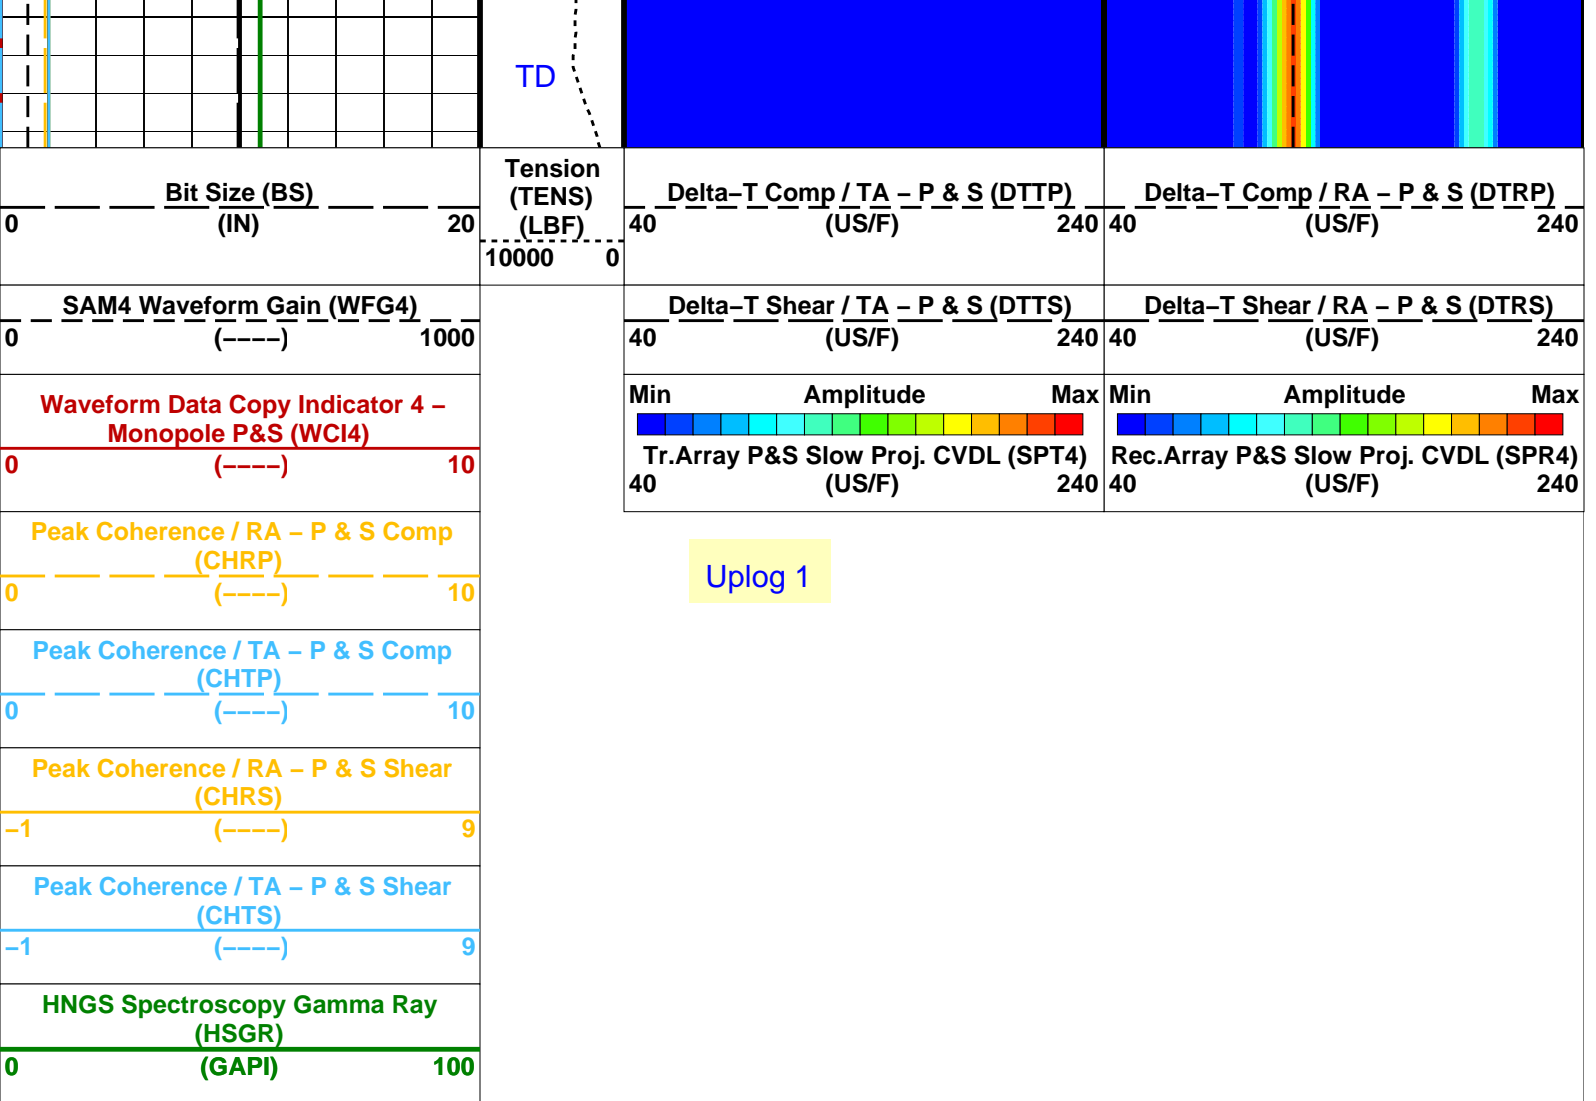 TD
Bit Size (BS)
0 (IN) 20
Tension
(TENS)
(LBF)
10000 0
Delta–T Comp / TA – P & S (DTTP)
40 (US/F) 240
Delta–T Comp / RA – P & S (DTRP)
40 (US/F) 240
SAM4 Waveform Gain (WFG4)
0 (––––) 1000
Delta–T Shear / TA – P & S (DTTS)
40 (US/F) 240
Delta–T Shear / RA – P & S (DTRS)
40 (US/F) 240
Waveform Data Copy Indicator 4 –
Monopole P&S (WCI4)
0 (––––) 10
Min Amplitude Max
Tr.Array P&S Slow Proj. CVDL (SPT4)
40 (US/F) 240
Min Amplitude Max
Rec.Array P&S Slow Proj. CVDL (SPR4)
40 (US/F) 240
Peak Coherence / RA – P & S Comp
(CHRP)
0 (––––) 10
Uplog 1
Peak Coherence / TA – P & S Comp
(CHTP)
0 (––––) 10
Peak Coherence / RA – P & S Shear
(CHRS)
–1 (––––) 9
Peak Coherence / TA – P & S Shear
(CHTS)
–1 (––––) 9
HNGS Spectroscopy Gamma Ray
(HSGR)
0 (GAPI) 100